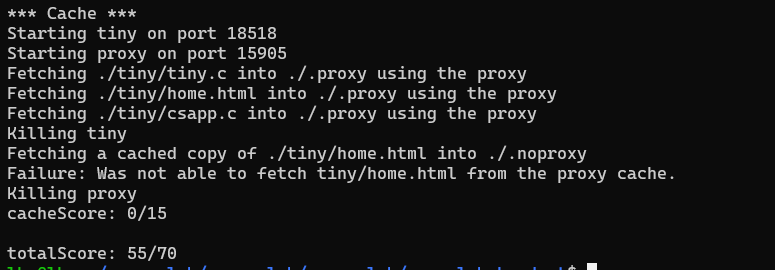 *** Cache ***
Starting tiny on port 18518
Starting proxy on port 15905
Fetching ./tiny/tiny.c into ./.proxy using the proxy
Fetching ./tiny/home.html into ./.proxy using the proxy
Fetching ./tiny/csapp.c into ./.proxy using the proxy
Killing tiny
Fetching a cached copy of ./tiny/home.html into ./.noproxy
Failure: Was not able to fetch tiny/home.html from the proxy cache.
Killing proxy
cacheScore: 0/15
totalScore: 55/70